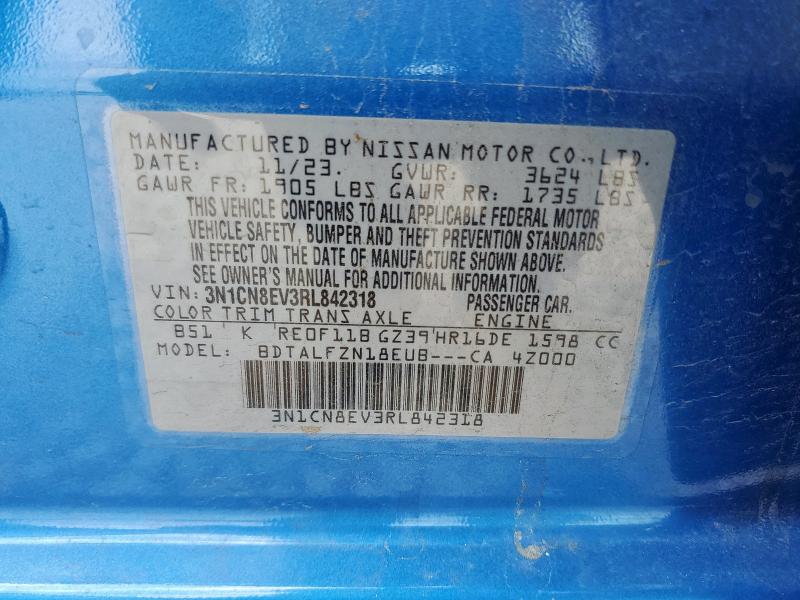 MANUFACTURED BY NISSAN MOTOR CO., LTD.
DATE: 11/23. GVWR: 3624 LBS
GAWR FR: 1905 LBS GAWR RR: 1735 LBS
THIS VEHICLE CONFORMS TO ALL APPLICABLE FEDERAL MOTOR
VEHICLE SAFETY, BUMPER AND THEFT PREVENTION STANDARDS
IN EFFECT ON THE DATE OF MANUFACTURE SHOWN ABOVE.
SEE OWNER'S MANUAL FOR ADDITIONAL INFORMATION.
VIN: 3N1CN8EV3RL842318 PASSENGER CAR.
COLOR TRIM TRANS AXLE ENGINE
B51 K RE0F11B GZ39 HR16DE 1598 CC
MODEL: BDTALFZN18EUB---CA 4Z000
3N1CN8EV3RL842318